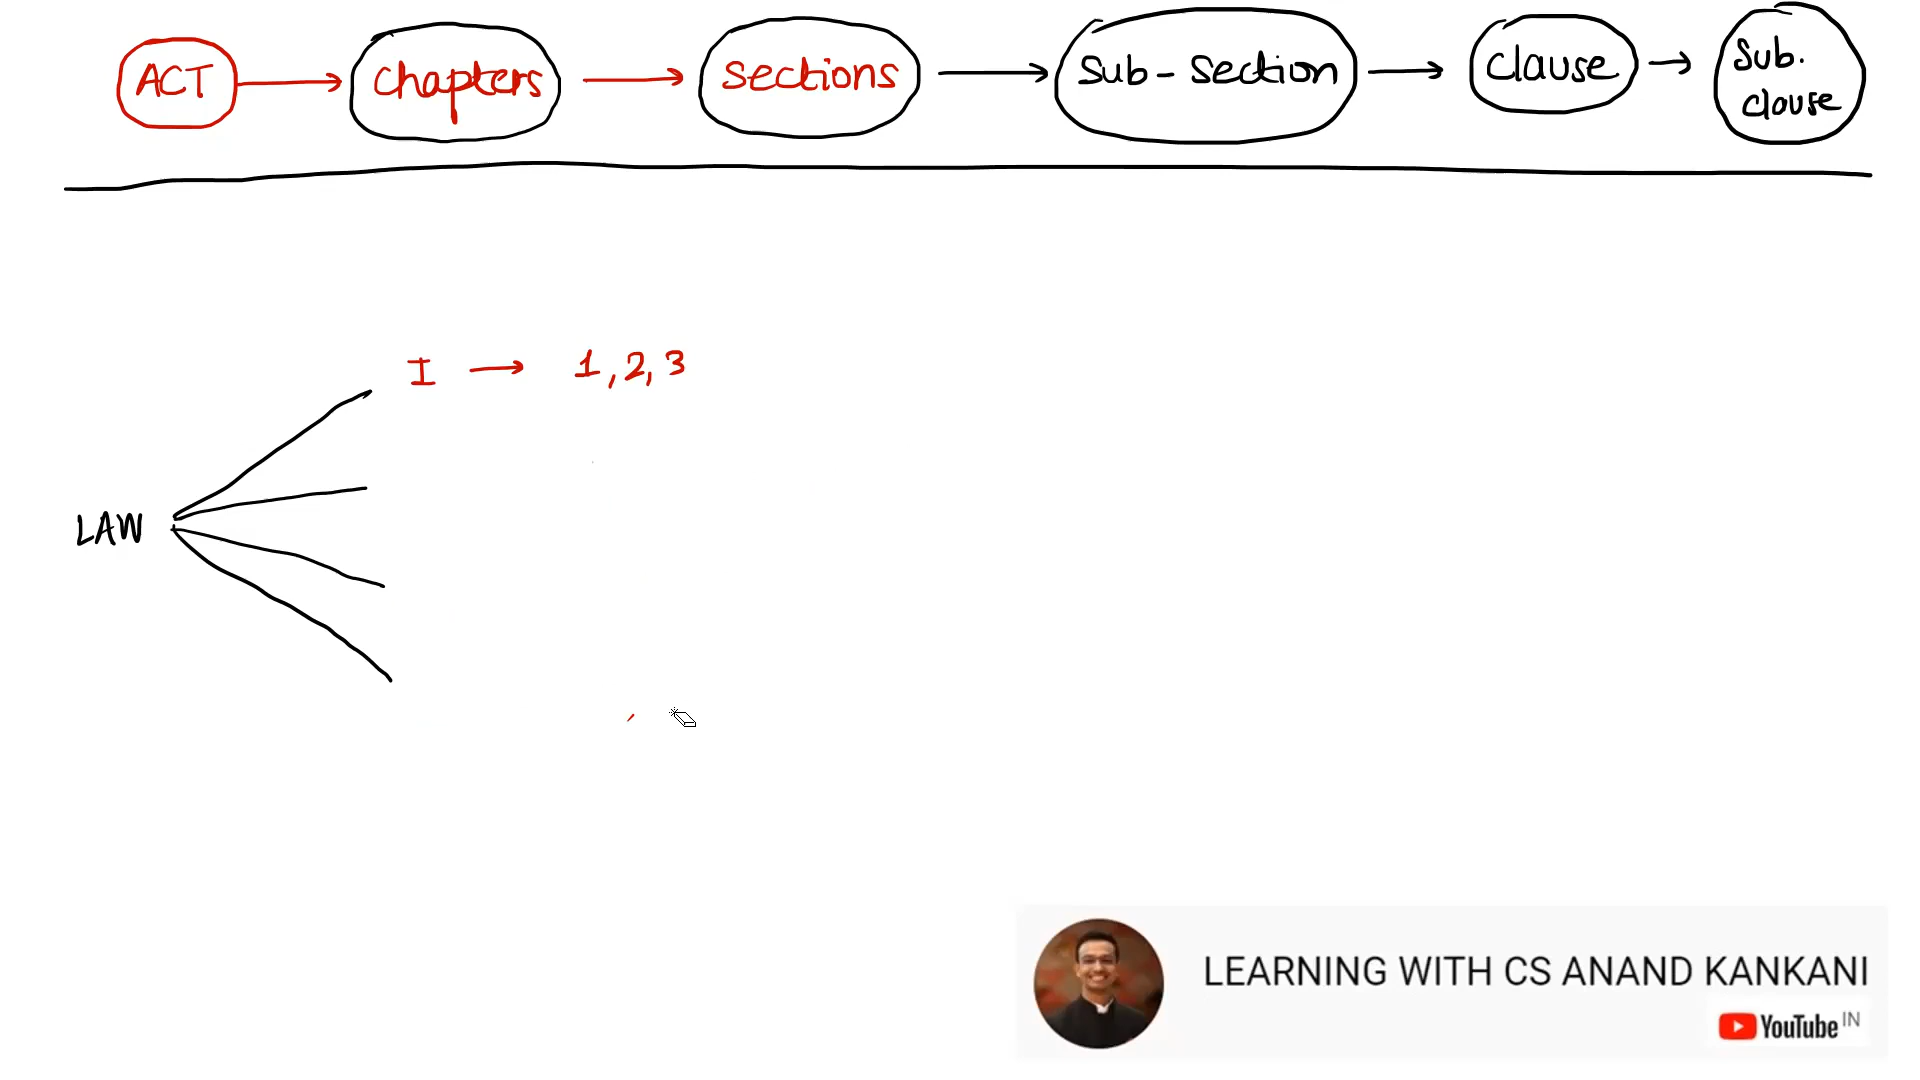 ACT → chapters → sections → sub-section → clause → sub. clause
I → 1, 2, 3
LAW
LEARNING WITH CS ANAND KANKANI
YouTube IN